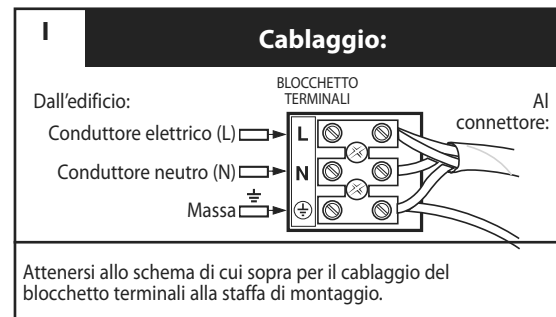 I
Cablaggio:
BLOCCHETTO
TERMINALI
Dall'edificio:
Al
connettore:
Conduttore elettrico (L)
L
Conduttore neutro (N)
N
Massa
Attenersi allo schema di cui sopra per il cablaggio del
blocchetto terminali alla staffa di montaggio.